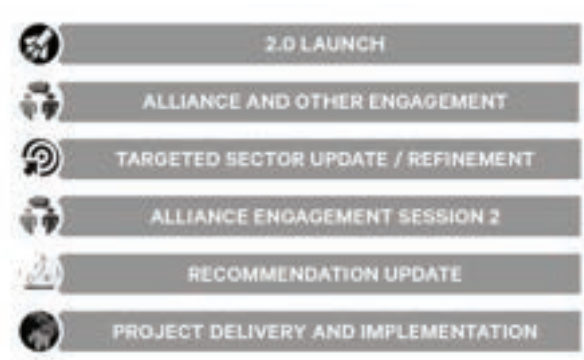 2.0 LAUNCH
ALLIANCE AND OTHER ENGAGEMENT
TARGETED SECTOR UPDATE / REFINEMENT
ALLIANCE ENGAGEMENT SESSION 2
RECOMMENDATION UPDATE
PROJECT DELIVERY AND IMPLEMENTATION